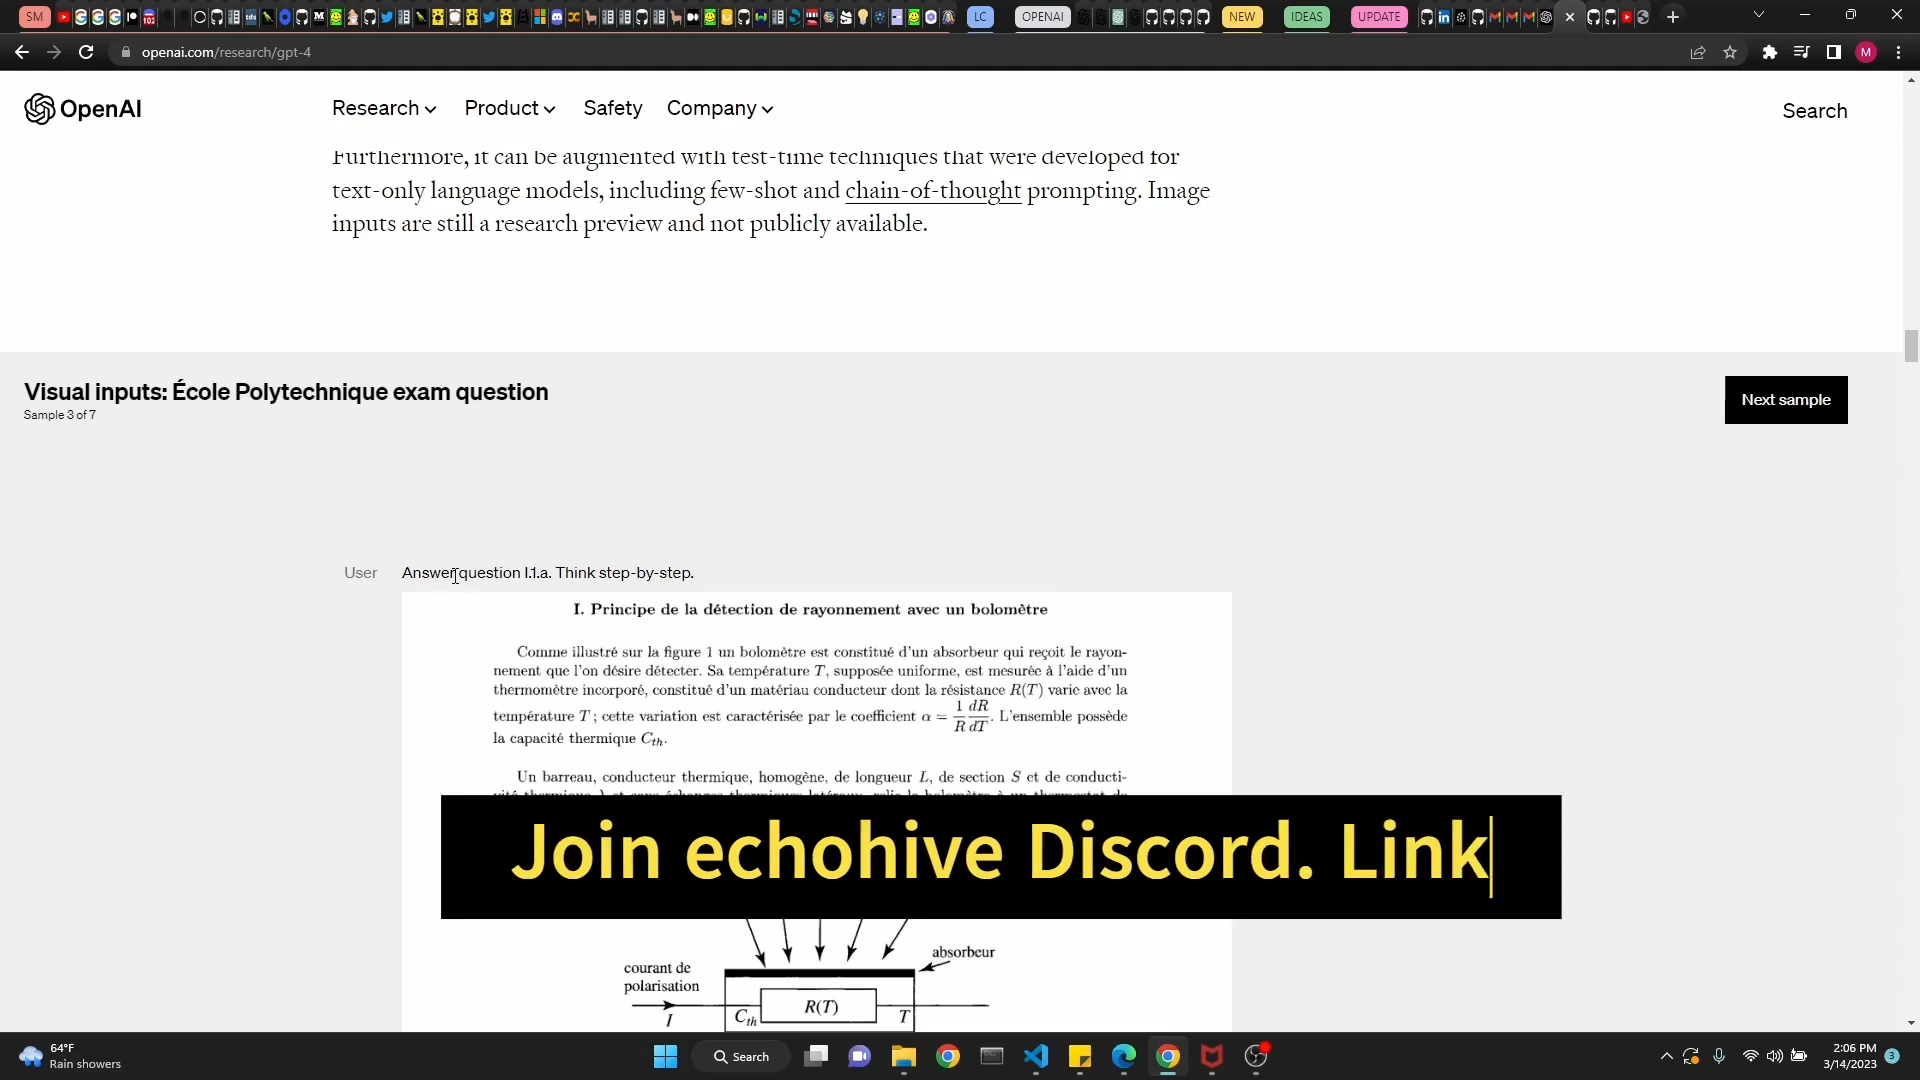 SM
LC
OPENAI
NEW
IDEAS
UPDATE
openai.com/research/gpt-4
M
OpenAI
Research
Product
Safety
Company
Search
Furthermore, it can be augmented with test-time techniques that were developed for
text-only language models, including few-shot and chain-of-thought prompting. Image
inputs are still a research preview and not publicly available.
Visual inputs: École Polytechnique exam question
Sample 3 of 7
Next sample
User
Answer question I.1.a. Think step-by-step.
I. Principe de la détection de rayonnement avec un bolomètre
Comme illustré sur la figure 1 un bolomètre est constitué d'un absorbeur qui reçoit le rayon-
nement que l'on désire détecter. Sa température T, supposée uniforme, est mesurée à l'aide d'un
thermomètre incorporé, constitué d'un matériau conducteur dont la résistance R(T) varie avec la
température T ; cette variation est caractérisée par le coefficient α = 1/R dR/dT. L'ensemble possède
la capacité thermique Cth.
Un barreau, conducteur thermique, homogène, de longueur L, de section S et de conducti-
Join echohive Discord. Link
absorbeur
courant de
polarisation
I
Cth
R(T)
T
64°F
Rain showers
Search
2:06 PM
3/14/2023
3